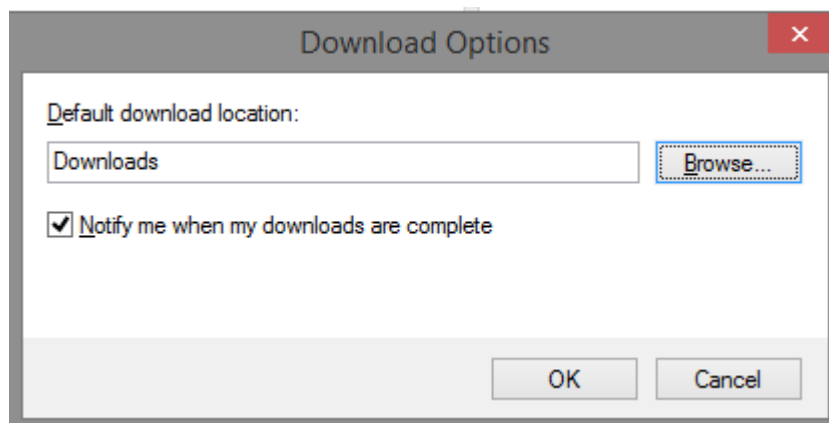 Download Options
Default download location:
Downloads
Browse...
Notify me when my downloads are complete
OK
Cancel